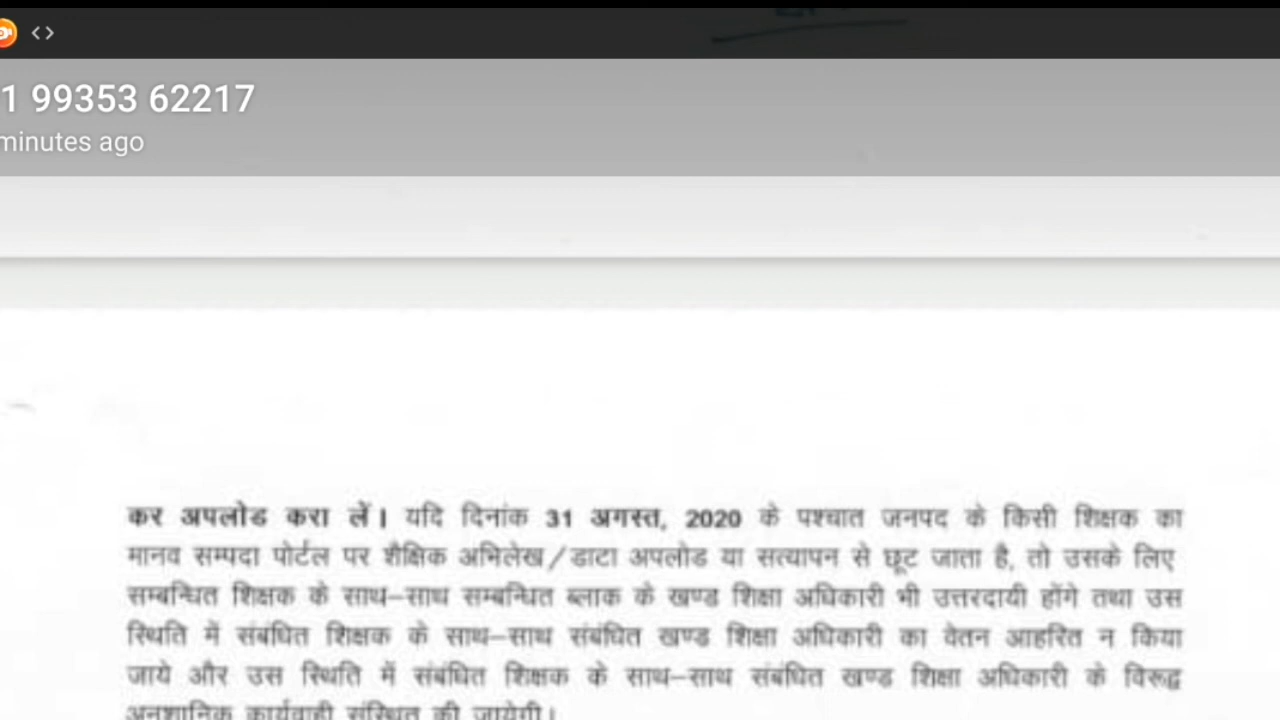 1 99353 62217
minutes ago
कर अपलोड करा लें। यदि दिनांक 31 अगस्त, 2020 के पश्चात जनपद के किसी शिक्षक का
मानव सम्पदा पोर्टल पर शैक्षिक अभिलेख/डाटा अपलोड या सत्यापन से छूट जाता है, तो उसके लिए
सम्बन्धित शिक्षक के साथ–साथ सम्बन्धित ब्लाक के खण्ड शिक्षा अधिकारी भी उत्तरदायी होंगे तथा उस
स्थिति में संबंधित शिक्षक के साथ–साथ संबंधित खण्ड शिक्षा अधिकारी का वेतन आहरित न किया
जाये और उस स्थिति में संबंधित शिक्षक के साथ–साथ संबंधित खण्ड शिक्षा अधिकारी के विरूद्ध
अनुशानिक कार्यवाही संस्थित की जायेगी।